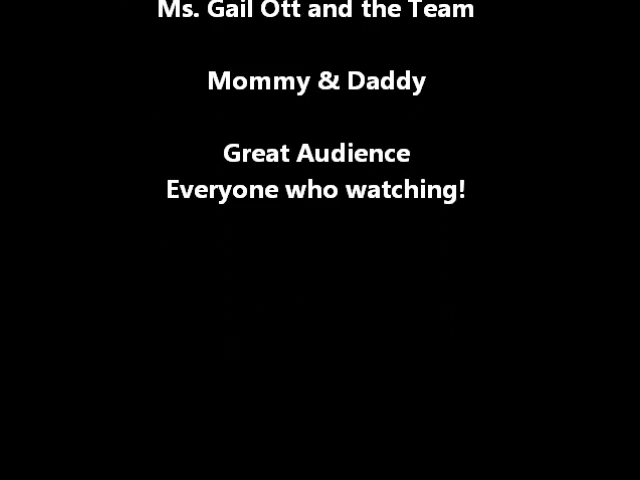 Ms. Gail Ott and the Team
Mommy & Daddy
Great Audience
Everyone who watching!